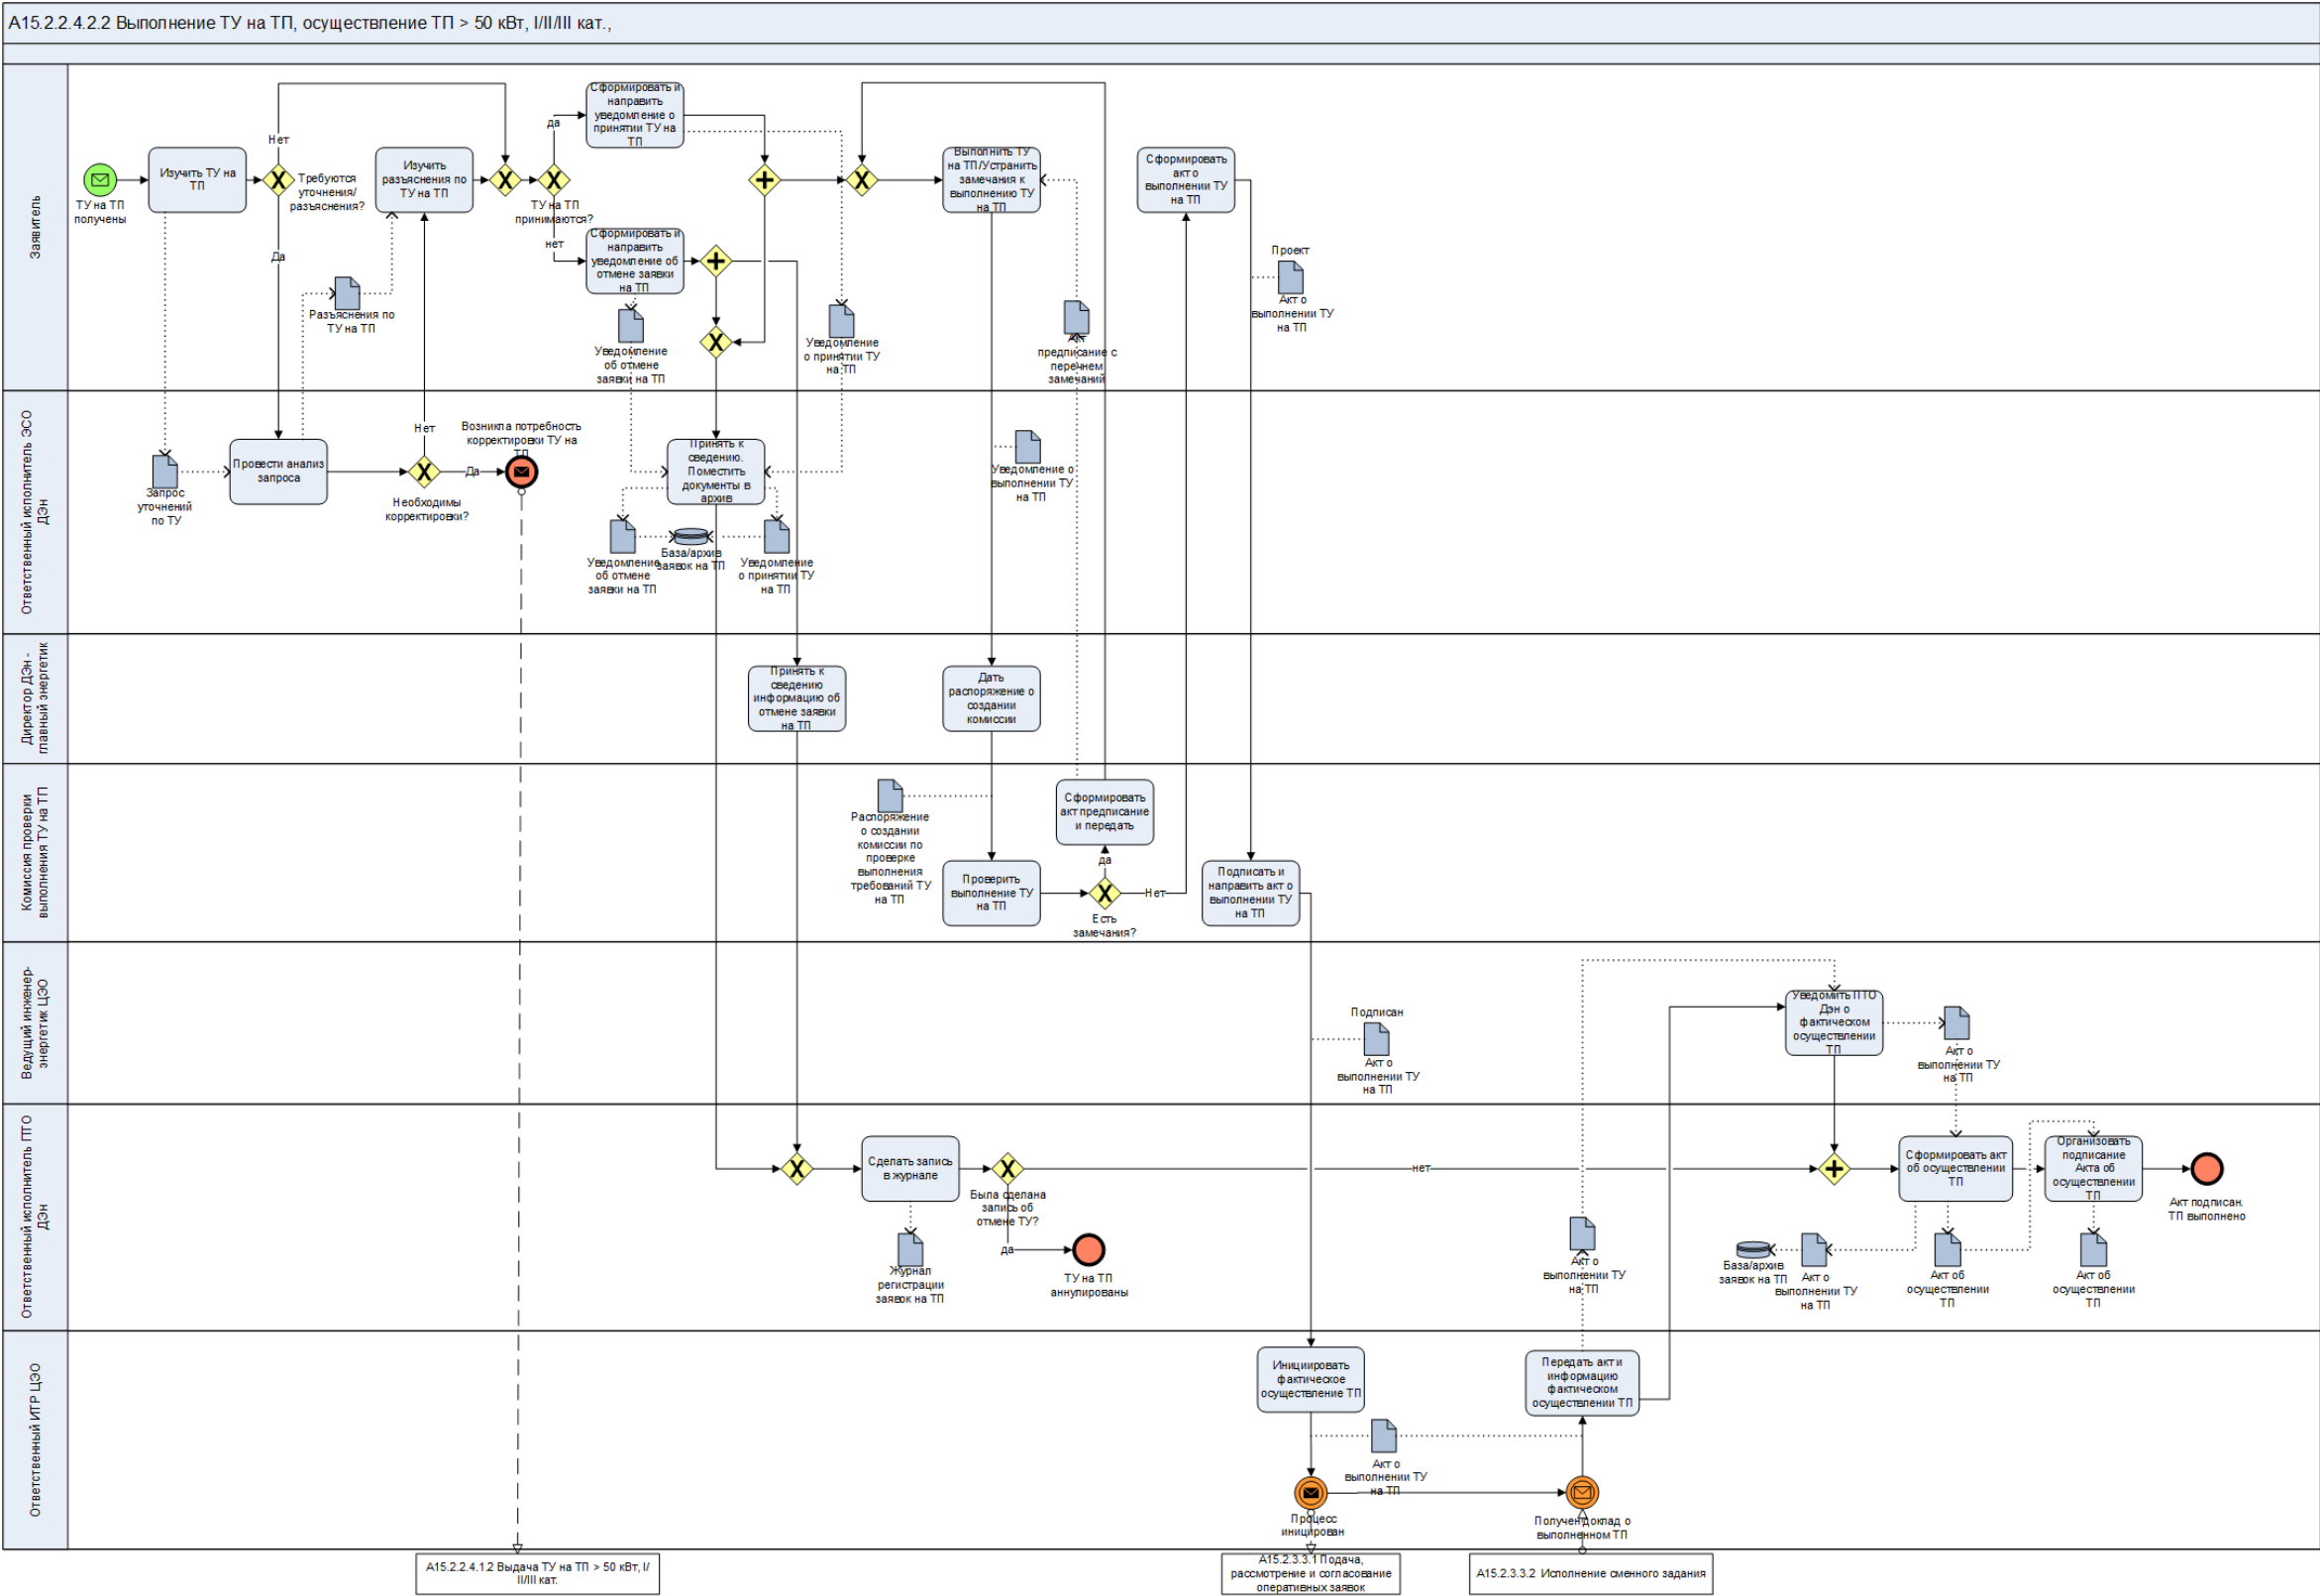 А15.2.2.4.2.2 Выполнение ТУ на ТП, осуществление ТП > 50 кВт, I/II/III кат.,
Заявитель
ТУ на ТП
получены
Изучить ТУ на
ТП
Нет
Требуются
уточнения/
разъяснения?
Да
Изучить
разъяснения по
ТУ на ТП
Разъяснения по
ТУ на ТП
да
ТУ на ТП
принимаются?
нет
Сформировать и
направить
уведомление о
принятии ТУ на
ТП
Сформировать и
направить
уведомление об
отмене заявки
на ТП
Уведомление
об отмене
заявки на ТП
Уведомление
о принятии ТУ
на ТП
Выполнить ТУ
на ТП/Устранить
замечания к
выполнению ТУ
на ТП
Акт
предписание с
перечнем
замечаний
Сформировать
акт о
выполнении ТУ
на ТП
Проект
Акт о
выполнении ТУ
на ТП
Ответственный исполнитель ЭСО
ДЭн
Запрос
уточнений
по ТУ
Провести анализ
запроса
Нет
Да
Необходимы
корректировки?
Возникла потребность
корректировки ТУ на
ТП
Принять к
сведению.
Поместить
документы в
архив
Уведомление
об отмене
заявки на ТП
База/архив
заявок на ТП
Уведомление
о принятии ТУ
на ТП
Уведомление о
выполнении ТУ
на ТП
Директор ДЭн -
главный энергетик
Принять к
сведению
информацию об
отмене заявки
на ТП
Дать
распоряжение о
создании
комиссии
Комиссия проверки
выполнения ТУ на ТП
Распоряжение
о создании
комиссии по
проверке
выполнения
требований ТУ
на ТП
Проверить
выполнение ТУ
на ТП
Сформировать
акт предписание
и передать
да
Есть
замечания?
Нет
Подписать и
направить акт о
выполнении ТУ
на ТП
Ведущий инженер-
энергетик ЦЭО
Подписан
Акт о
выполнении ТУ
на ТП
Уведомить ПТО
Дэн о
фактическом
осуществлении
ТП
Акт о
выполнении ТУ
на ТП
Ответственный исполнитель ПТО
ДЭн
Сделать запись
в журнале
Журнал
регистрации
заявок на ТП
Была сделана
запись об
отмене ТУ?
нет
да
ТУ на ТП
аннулированы
Акт о
выполнении ТУ
на ТП
База/архив
заявок на ТП
Акт о
выполнении ТУ
на ТП
Сформировать акт
об осуществлении
ТП
Акт об
осуществлении
ТП
Организовать
подписание
Акта об
осуществлении
ТП
Акт об
осуществлении
ТП
Акт подписан.
ТП выполнено
Ответственный ИТР ЦЭО
Инициировать
фактическое
осуществление ТП
Акт о
выполнении ТУ
на ТП
Процесс
инициирован
Передать акт и
информацию
фактическом
осуществлении ТП
Получен доклад о
выполненном ТП
А15.2.2.4.1.2 Выдача ТУ на ТП > 50 кВт, I/
II/III кат.
А15.2.3.3.1 Подача,
рассмотрение и согласование
оперативных заявок
А15.2.3.3.2 Исполнение сменного задания